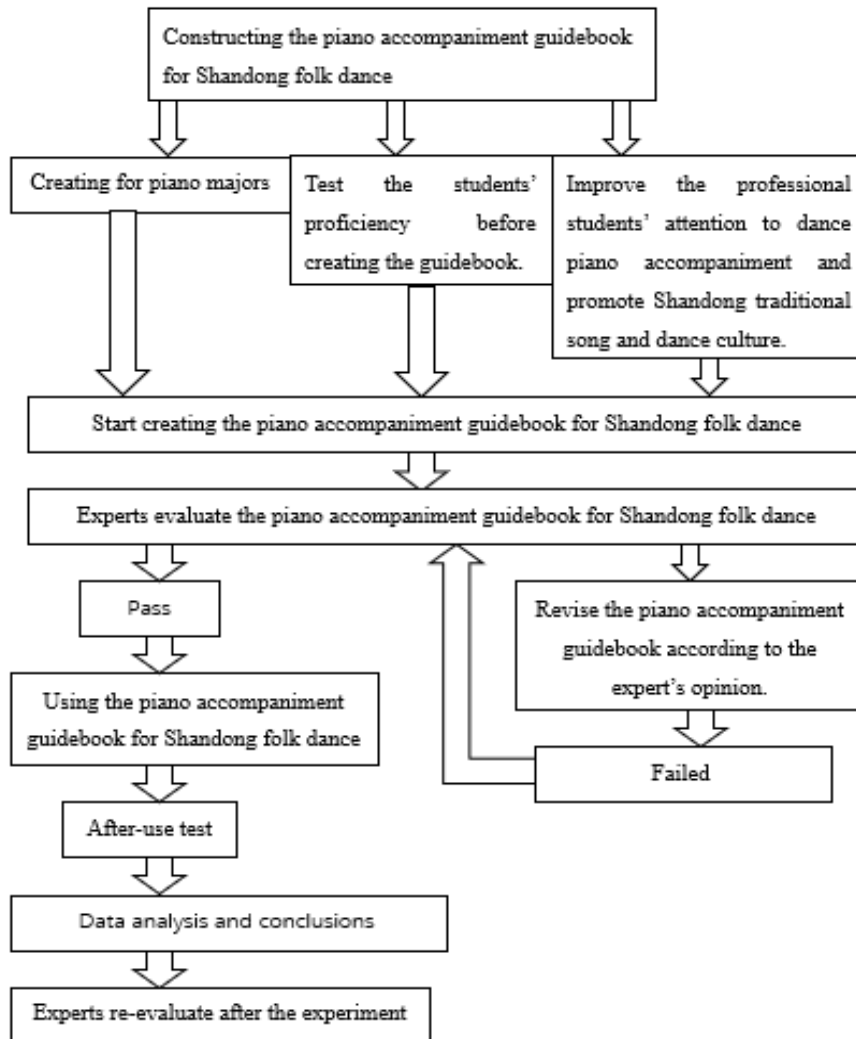 Constructing the piano accompaniment guidebook
for Shandong folk dance
Creating for piano majors
Test the students’
proficiency before
creating the guidebook.
Improve the professional
students’ attention to dance
piano accompaniment and
promote Shandong traditional
song and dance culture.
Start creating the piano accompaniment guidebook for Shandong folk dance
Experts evaluate the piano accompaniment guidebook for Shandong folk dance
Pass
Revise the piano accompaniment
guidebook according to the
expert’s opinion.
Using the piano accompaniment
guidebook for Shandong folk dance
Failed
After-use test
Data analysis and conclusions
Experts re-evaluate after the experiment